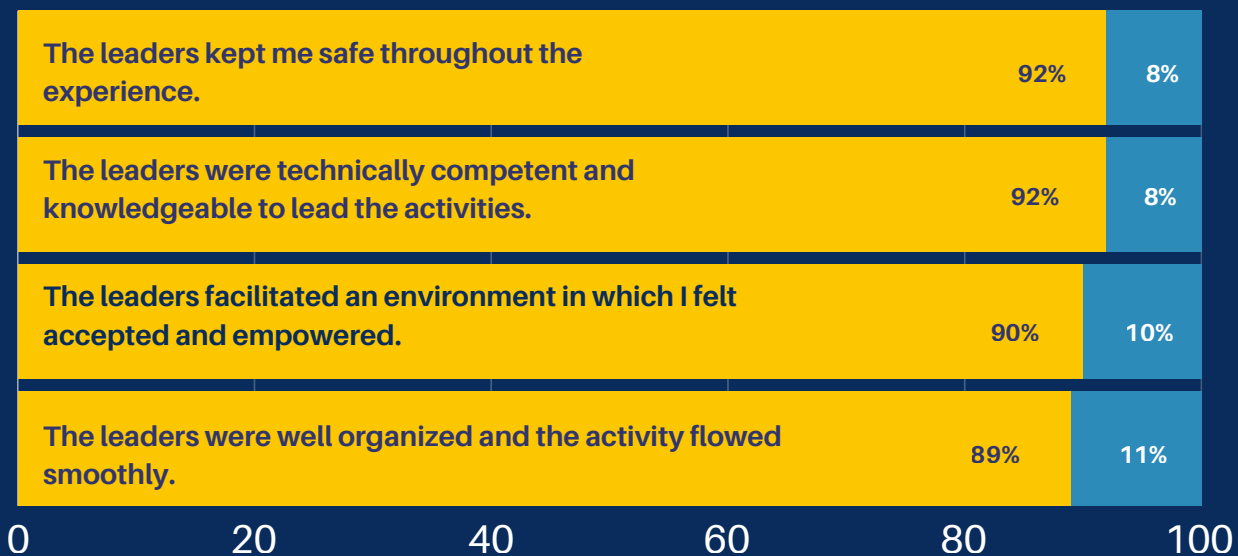 The leaders kept me safe throughout the
experience.
92%
8%
The leaders were technically competent and
knowledgeable to lead the activities.
92%
8%
The leaders facilitated an environment in which I felt
accepted and empowered.
90%
10%
The leaders were well organized and the activity flowed
smoothly.
89%
11%
0 20 40 60 80 100